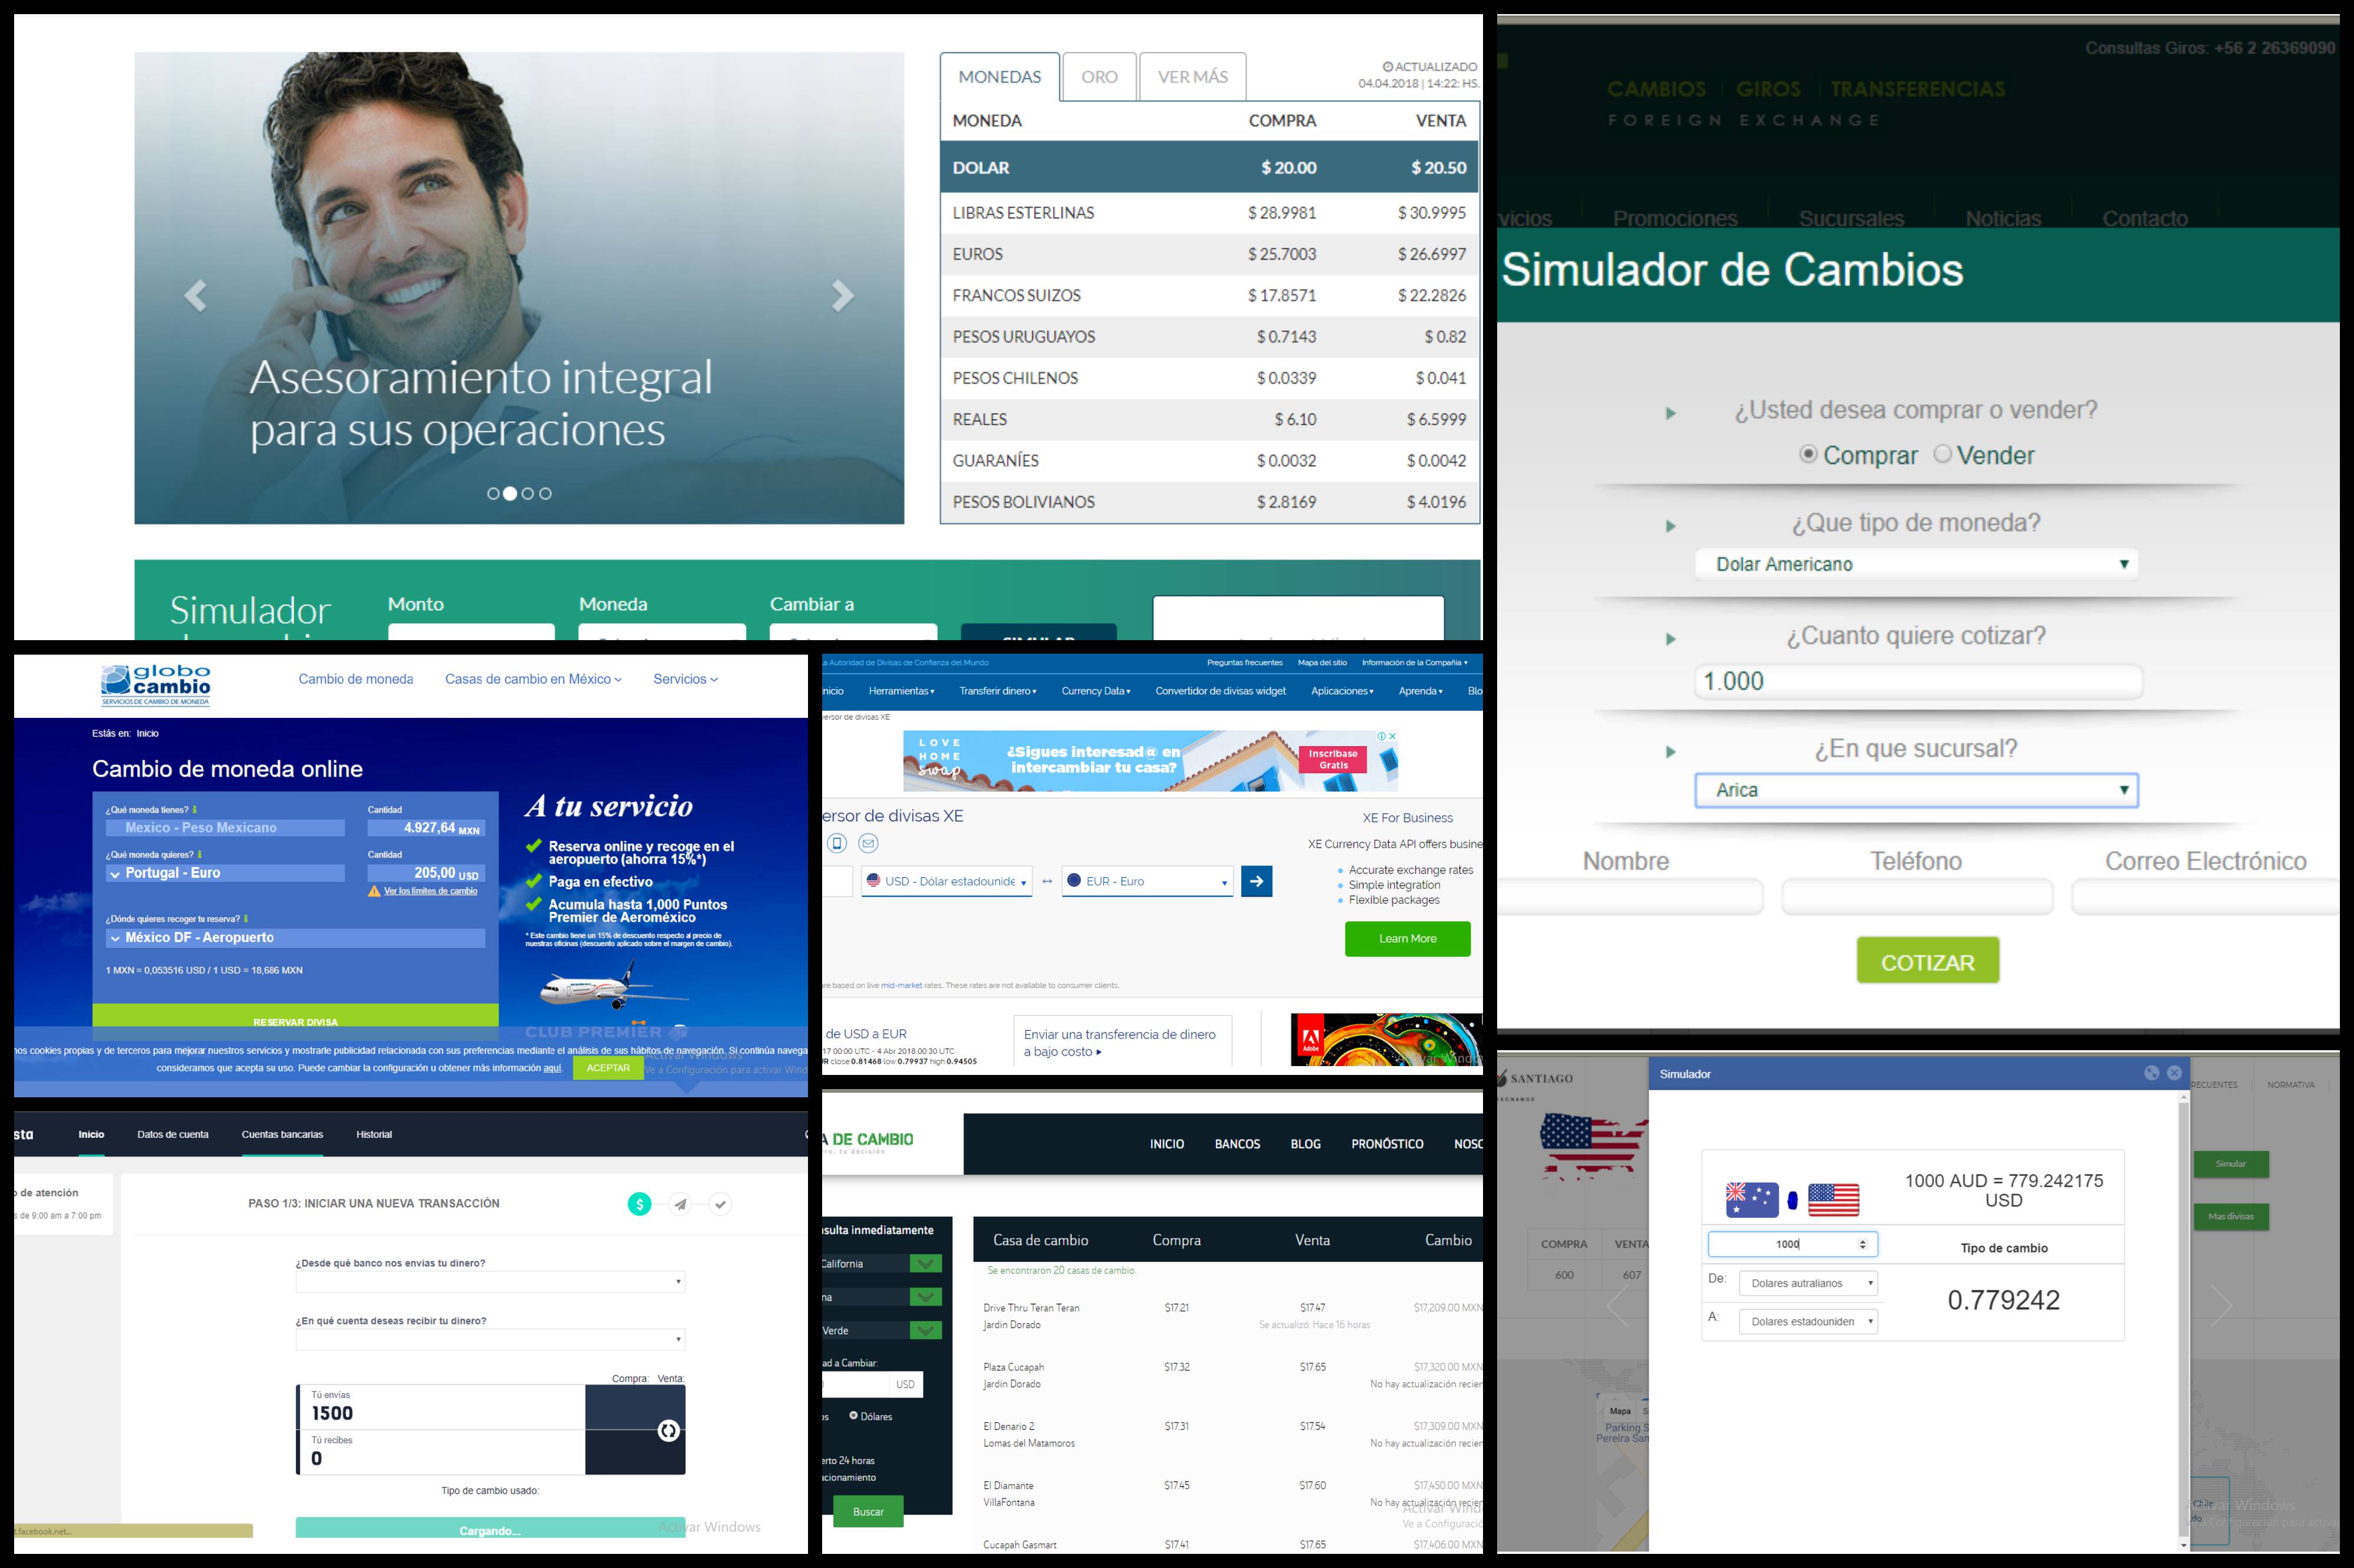 Asesoramiento integral
para sus operaciones
MONEDAS ORO VER MÁS
ACTUALIZADO
04.04.2018 | 14:22: HS.
MONEDA COMPRA VENTA
DOLAR $ 20.00 $ 20.50
LIBRAS ESTERLINAS $ 28.9981 $ 30.9995
EUROS $ 25.7003 $ 26.6997
FRANCOS SUIZOS $ 17.8571 $ 22.2826
PESOS URUGUAYOS $ 0.7143 $ 0.82
PESOS CHILENOS $ 0.0339 $ 0.041
REALES $ 6.10 $ 6.5999
GUARANÍES $ 0.0032 $ 0.0042
PESOS BOLIVIANOS $ 2.8169 $ 4.0196
Simulador
Monto Moneda Cambiar a
SIMULAR
Consultas Giros: +56 2 26369090
CAMBIOS | GIROS | TRANSFERENCIAS
FOREIGN EXCHANGE
vicios Promociones Sucursales Noticias Contacto
Simulador de Cambios
¿Usted desea comprar o vender?
Comprar Vender
¿Que tipo de moneda?
Dolar Americano
¿Cuanto quiere cotizar?
1.000
¿En que sucursal?
Arica
Nombre Teléfono Correo Electrónico
COTIZAR
globo
cambio
SERVICIOS DE CAMBIO DE MONEDA
Cambio de moneda Casas de cambio en México Servicios
Estás en: Inicio
Cambio de moneda online
¿Qué moneda tienes? Cantidad
Mexico - Peso Mexicano 4.927,64 MXN
¿Qué moneda quieres? Cantidad
Portugal - Euro 205,00 USD
Ver los límites de cambio
¿Dónde quieres recoger tu reserva?
México DF - Aeropuerto
1 MXN = 0,053516 USD / 1 USD = 18,686 MXN
RESERVAR DIVISA
A tu servicio
Reserva online y recoge en el
aeropuerto (ahorra 15%*)
Paga en efectivo
Acumula hasta 1,000 Puntos
Premier de Aeroméxico
* Este cambio tiene un 15% de descuento respecto al precio de
nuestras oficinas (descuento aplicado sobre el margen de cambio).
CLUB PREMIER
nos cookies propias y de terceros para mejorar nuestros servicios y mostrarle publicidad relacionada con sus preferencias mediante el análisis de sus hábitos de navegación. Si continúa navega
consideramos que acepta su uso. Puede cambiar la configuración u obtener más información aquí. ACEPTAR
Activar Windows
Ve a Configuración para activar Wind
a Autoridad de Divisas de Confianza del Mundo Preguntas frecuentes Mapa del sitio Información de la Compañía
nicio Herramientas Transferir dinero Currency Data Convertidor de divisas widget Aplicaciones Aprenda Blo
versor de divisas XE
LOVE
HOME
swap
¿Sigues interesad@ en
intercambiar tu casa?
Inscríbase
Gratis
ersor de divisas XE
USD - Dólar estadounide EUR - Euro
XE For Business
XE Currency Data API offers busine
Accurate exchange rates
Simple integration
Flexible packages
Learn More
re based on live mid-market rates. These rates are not available to consumer clients.
de USD a EUR
17 00:00 UTC - 4 Abr 2018 00:30 UTC
R close:0.81468 low:0.79937 high:0.94505
Enviar una transferencia de dinero
a bajo costo
Adobe
sta Inicio Datos de cuenta Cuentas bancarias Historial
o de atención
s de 9:00 am a 7:00 pm
PASO 1/3: INICIAR UNA NUEVA TRANSACCIÓN
¿Desde qué banco nos envias tu dinero?
¿En qué cuenta deseas recibir tu dinero?
Compra: Venta:
Tú envías
1500
Tú recibes
0
Tipo de cambio usado:
Cargando...
t.facebook.net...
Activar Windows
A DE CAMBIO
ro, tu decisión
INICIO BANCOS BLOG PRONÓSTICO NOSO
nsulta inmediatamente
California
na
Verde
ad a Cambiar:
USD
os Dólares
erto 24 horas
acionamiento
Buscar
Casa de cambio Compra Venta Cambio
Se encontraron 20 casas de cambio.
Drive Thru Teran Teran $17.21 $17.47 $17,209.00 MXN
Jardin Dorado Se actualizó: Hace 16 horas
Plaza Cucapah $17.32 $17.65 $17,320.00 MXN
Jardin Dorado No hay actualización recien
El Denario 2 $17.31 $17.54 $17,309.00 MXN
Lomas del Matamoros No hay actualización recien
El Diamante $17.45 $17.60 $17,450.00 MXN
VillaFontana No hay actualización recien
Activar Wind
Ve a Configuració
Cucapah Gasmart $17.41 $17.65 $17,406.00 MXN
SANTIAGO
EXCHANGE
RECUENTES NORMATIVA
Simulador
1000 AUD = 779.242175
USD
1000
Tipo de cambio
De: Dolares autralianos
0.779242
A: Dolares estadouniden
Simular
Mas divisas
COMPRA VENTA
600 607
Mapa S
Parking S
Pereira San
Chile
Activar Windows
Ve a Configuración para activa